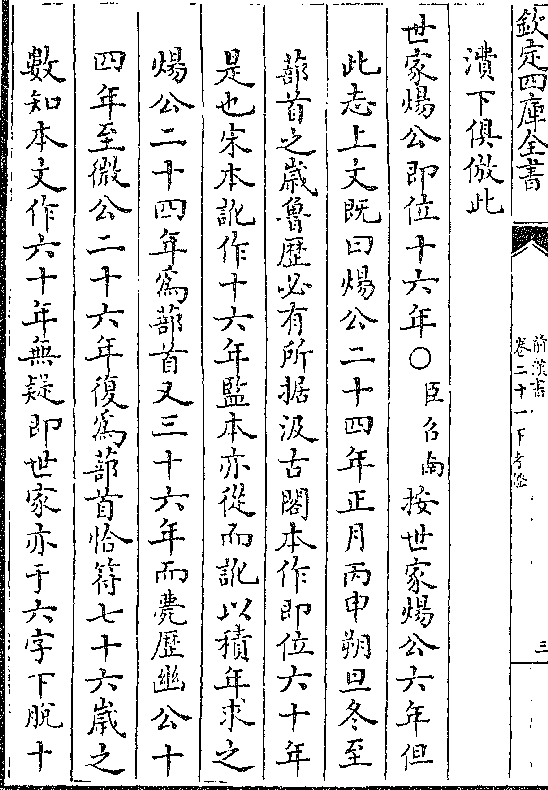 欽定四庫全書
前漢書
卷二十一下考證
三
潰下俱倣此
世家煬公即位十六年○臣召南按世家煬公六年但
此志上文既曰煬公二十四年正月丙申朔旦冬至
蔀首之歲魯歷必有所据汲古閣本作即位六十年
是也宋本訛作十六年監本亦從而訛以積年求之
煬公二十四年為蔀首又三十六年而薨歷幽公十
四年至微公二十六年復為蔀首恰符七十六歲之
數知本文作六十年無疑即世家亦于六字下脫十